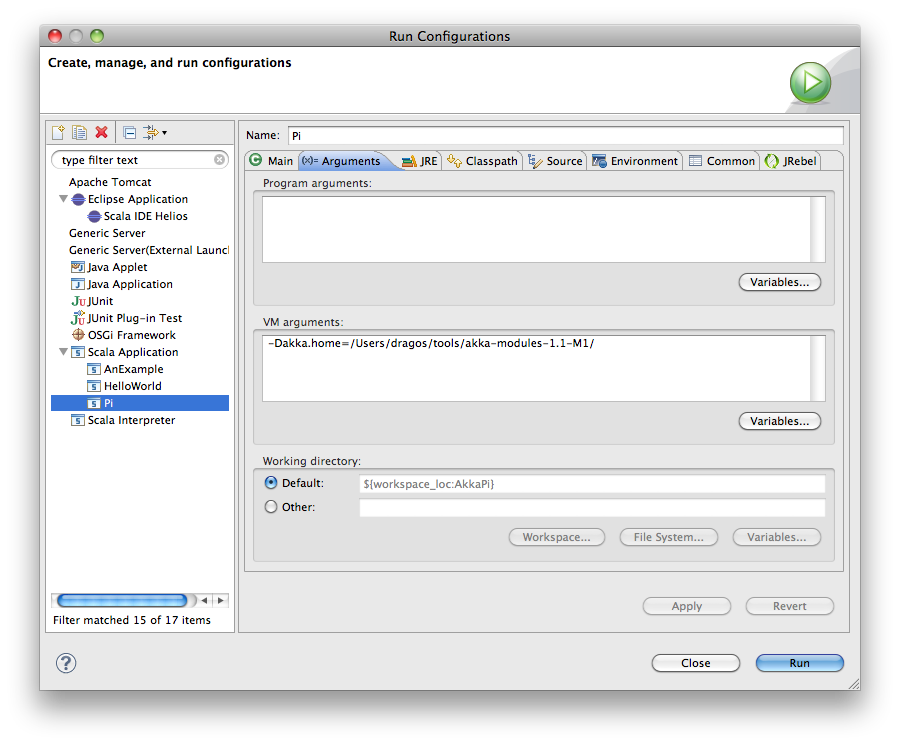 Run Configurations
Create, manage, and run configurations
type filter text
Apache Tomcat
Eclipse Application
Scala IDE Helios
Generic Server
Generic Server(External Launcl
Java Applet
Java Application
JUnit
JUnit Plug-in Test
OSGi Framework
Scala Application
AnExample
HelloWorld
Pi
Scala Interpreter
Filter matched 15 of 17 items
Name: Pi
Main (x)= Arguments JRE Classpath Source Environment Common JRebel
Program arguments:
Variables...
VM arguments:
-Dakka.home=/Users/dragos/tools/akka-modules-1.1-M1/
Variables...
Working directory:
Default: ${workspace_loc:AkkaPi}
Other:
Workspace... File System... Variables...
Apply Revert
? Close Run